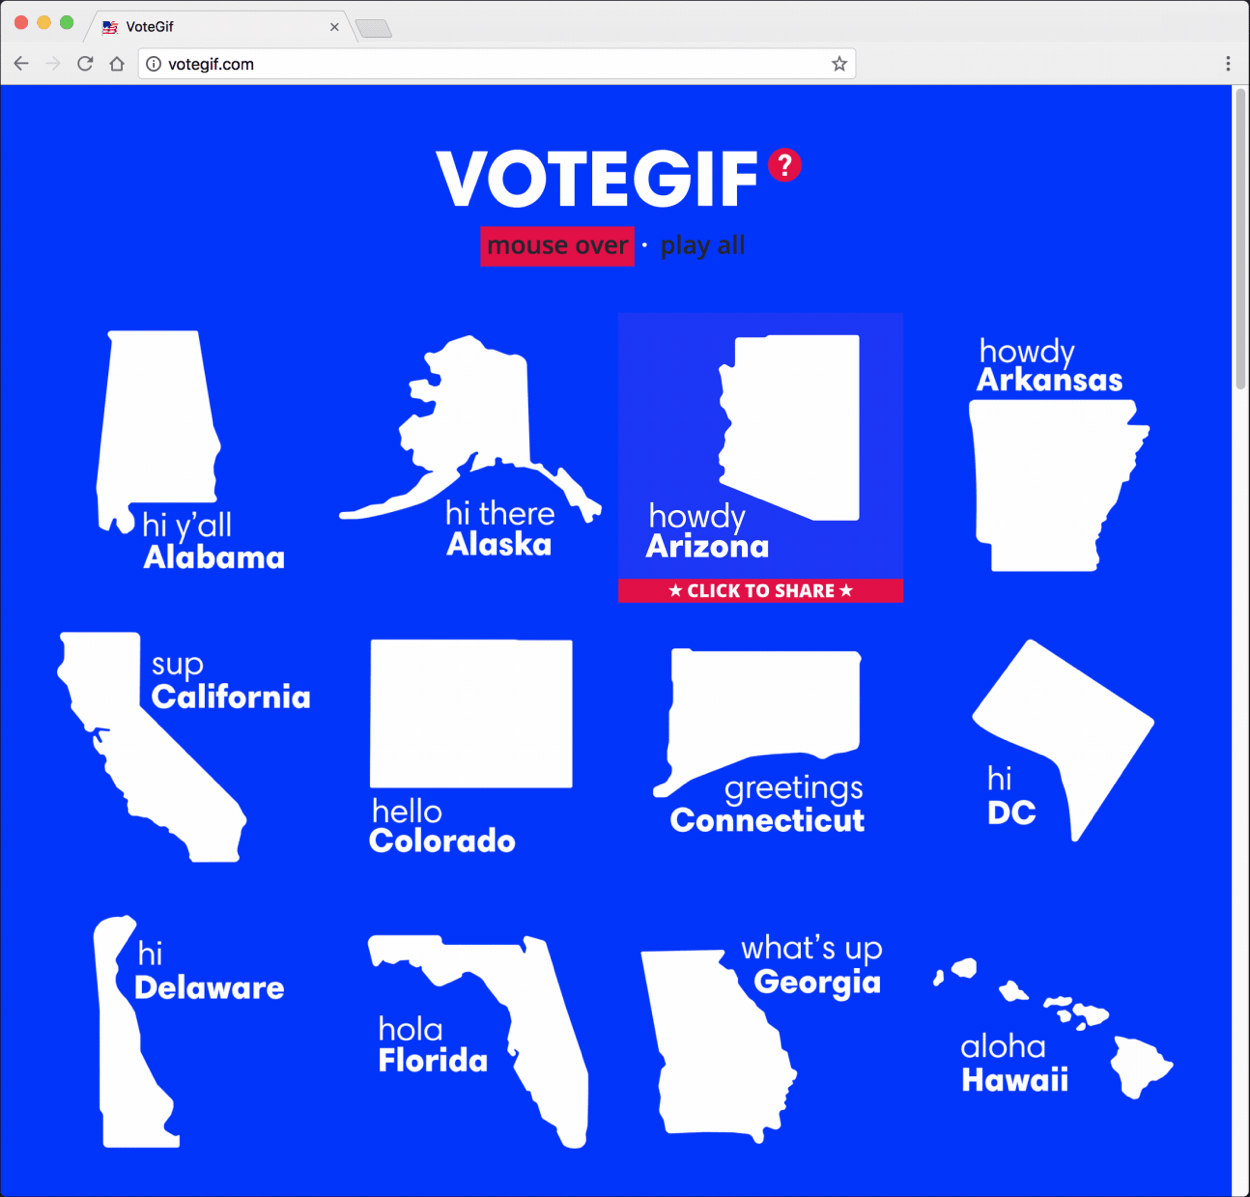 VoteGif
votegif.com
VOTEGIF ?
mouse over · play all
hi y’all
Alabama
hi there
Alaska
howdy
Arizona
★ CLICK TO SHARE ★
howdy
Arkansas
sup
California
hello
Colorado
greetings
Connecticut
hi
DC
hi
Delaware
hola
Florida
what’s up
Georgia
aloha
Hawaii